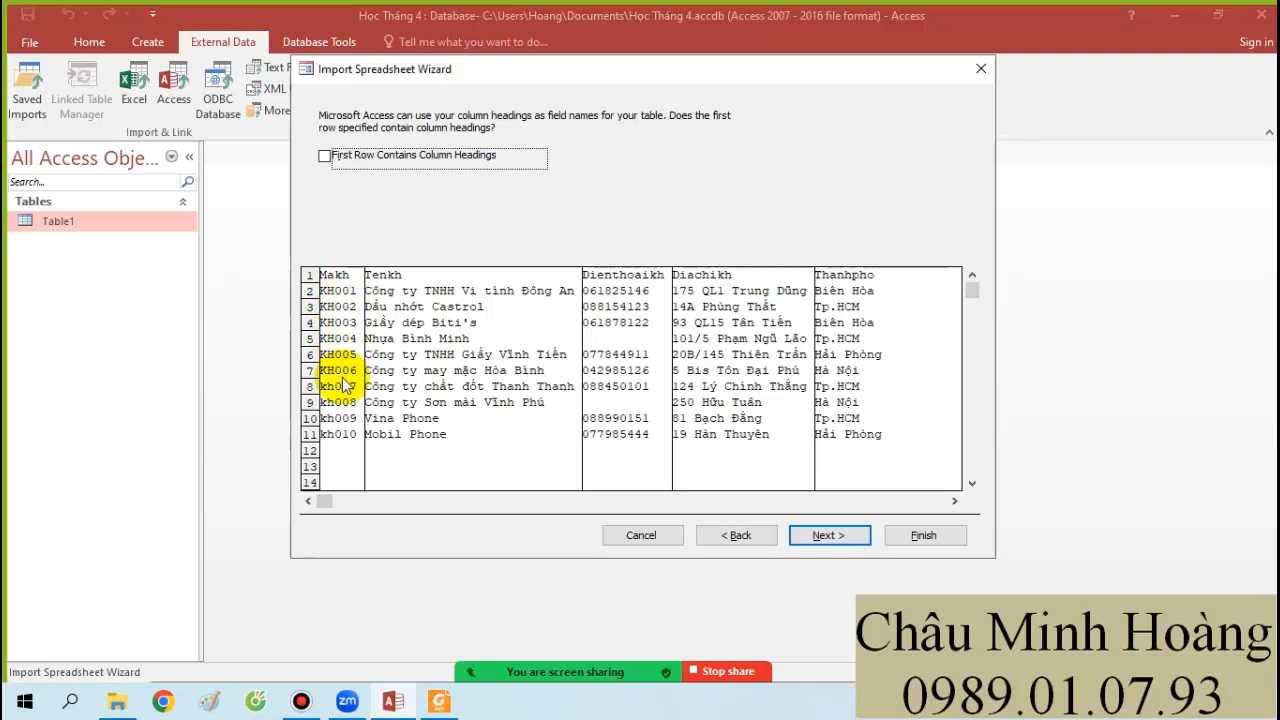 Học Tháng 4 : Database- C:\Users\Hoang\Documents\Học Tháng 4.accdb (Access 2007 - 2016 file format) - Access
File Home Create External Data Database Tools Tell me what you want to do... Sign in
Saved Imports
Linked Table Manager
Excel
Access
ODBC Database
Text F
XML
More
Import & Link
All Access Obje...
Search...
Tables
Table1
Import Spreadsheet Wizard
Microsoft Access can use your column headings as field names for your table. Does the first
row specified contain column headings?
First Row Contains Column Headings
1 Makh Tenkh Dienthoaikh Diachikh Thanhpho
2 KH001 Công ty TNHH Vi tính Đông An 061825146 175 QL1 Trung Dũng Biên Hòa
3 KH002 Dầu nhớt Castrol 088154123 14A Phùng Thất Tp.HCM
4 KH003 Giầy dép Biti's 061878122 93 QL15 Tân Tiến Biên Hòa
5 KH004 Nhựa Bình Minh 101/5 Phạm Ngũ Lão Tp.HCM
6 KH005 Công ty TNHH Giấy Vĩnh Tiến 077844911 20B/145 Thiên Trấn Hải Phòng
7 KH006 Công ty may mặc Hòa Bình 042985126 5 Bis Tôn Đại Phú Hà Nội
8 kh007 Công ty chất đốt Thanh Thanh 088450101 124 Lý Chính Thắng Tp.HCM
9 kh008 Công ty Sơn mài Vĩnh Phú 250 Hữu Tuân Hà Nội
10 kh009 Vina Phone 088990151 81 Bạch Đằng Tp.HCM
11 kh010 Mobil Phone 077985444 19 Hàn Thuyên Hải Phòng
12
13
14
Cancel < Back Next > Finish
Châu Minh Hoàng
0989.01.07.93
Import Spreadsheet Wizard
You are screen sharing Stop share
zm